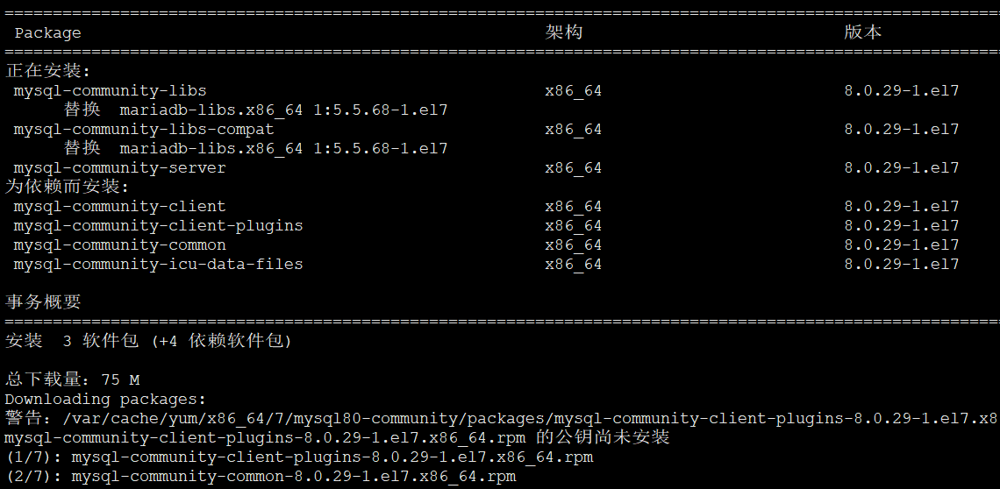 ================================================================================
Package 架构 版本
================================================================================
正在安装:
mysql-community-libs x86_64 8.0.29-1.el7
替换 mariadb-libs.x86_64 1:5.5.68-1.el7
mysql-community-libs-compat x86_64 8.0.29-1.el7
替换 mariadb-libs.x86_64 1:5.5.68-1.el7
mysql-community-server x86_64 8.0.29-1.el7
为依赖而安装:
mysql-community-client x86_64 8.0.29-1.el7
mysql-community-client-plugins x86_64 8.0.29-1.el7
mysql-community-common x86_64 8.0.29-1.el7
mysql-community-icu-data-files x86_64 8.0.29-1.el7
事务概要
================================================================================
安装 3 软件包 (+4 依赖软件包)
总下载量：75 M
Downloading packages:
警告：/var/cache/yum/x86_64/7/mysql80-community/packages/mysql-community-client-plugins-8.0.29-1.el7.x8
mysql-community-client-plugins-8.0.29-1.el7.x86_64.rpm 的公钥尚未安装
(1/7): mysql-community-client-plugins-8.0.29-1.el7.x86_64.rpm
(2/7): mysql-community-common-8.0.29-1.el7.x86_64.rpm